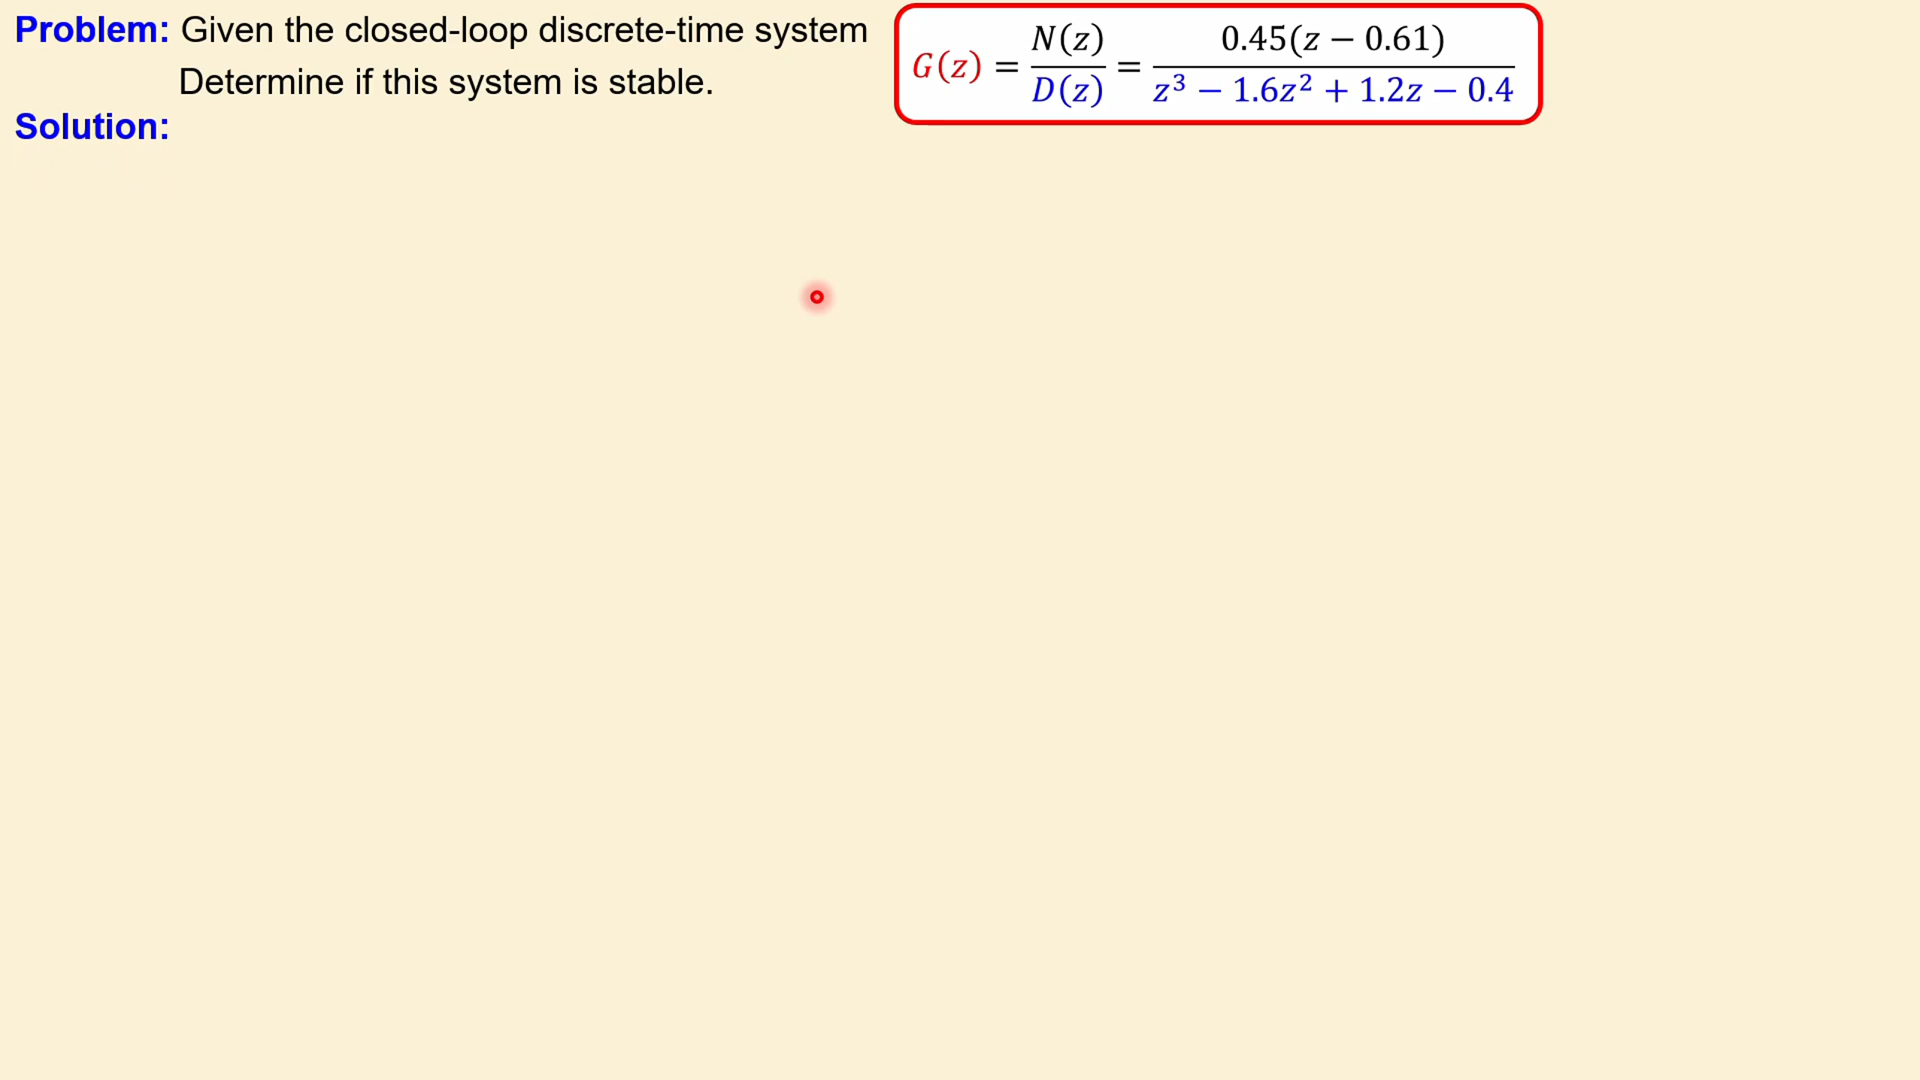 Problem: Given the closed-loop discrete-time system
Determine if this system is stable.
G(z) = N(z)/D(z) = 0.45(z − 0.61)/z³ − 1.6z² + 1.2z − 0.4
Solution: